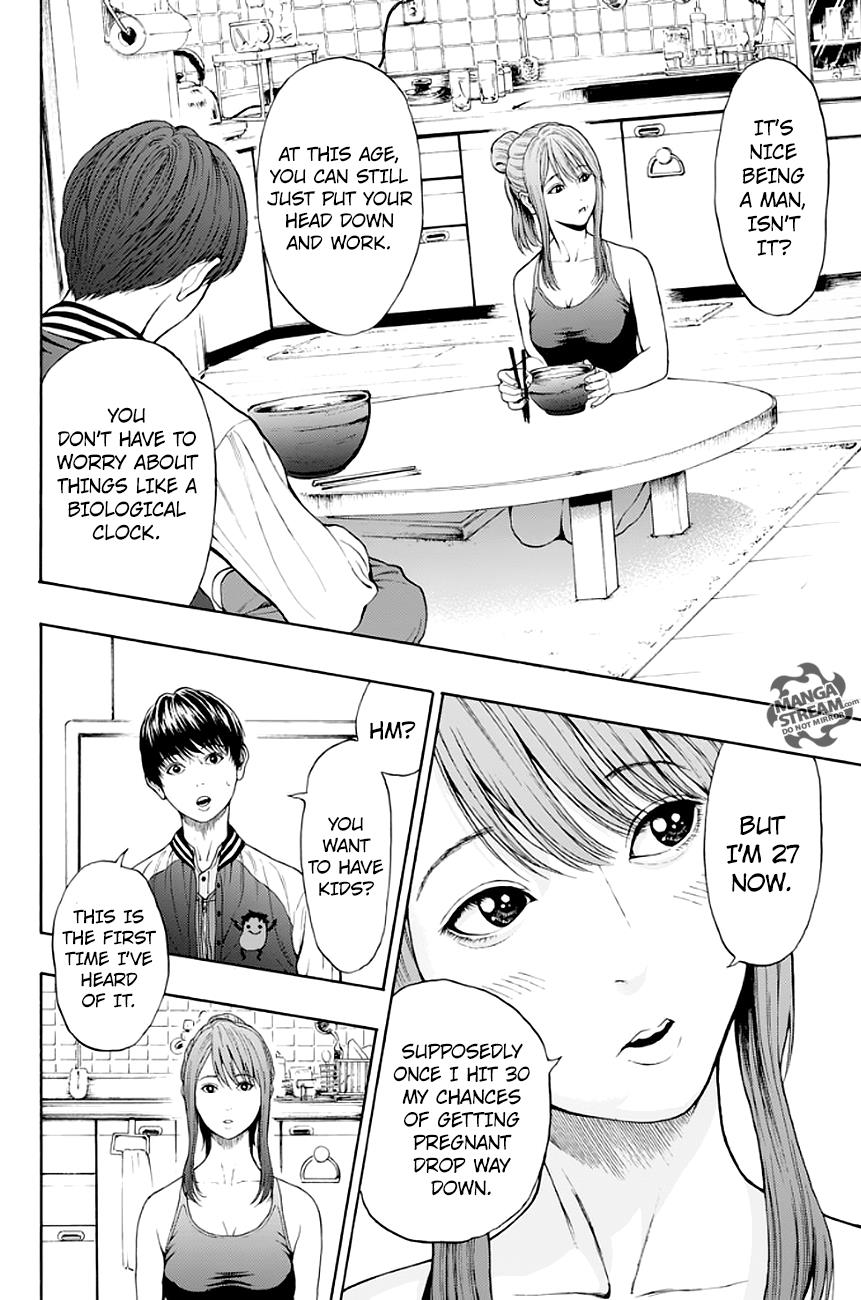 IT'S
NICE
BEING
A MAN,
ISN'T
IT?
AT THIS AGE,
YOU CAN STILL
JUST PUT YOUR
HEAD DOWN
AND WORK.
YOU
DON'T HAVE TO
WORRY ABOUT
THINGS LIKE A
BIOLOGICAL
CLOCK.
MANGA
STREAM.com
DO NOT MIRROR
BUT
I'M 27
NOW.
SUPPOSEDLY
ONCE I HIT 30
MY CHANCES
OF GETTING
PREGNANT
DROP WAY
DOWN.
HM?
YOU
WANT
TO HAVE
KIDS?
THIS IS
THE FIRST
TIME I'VE
HEARD
OF IT.